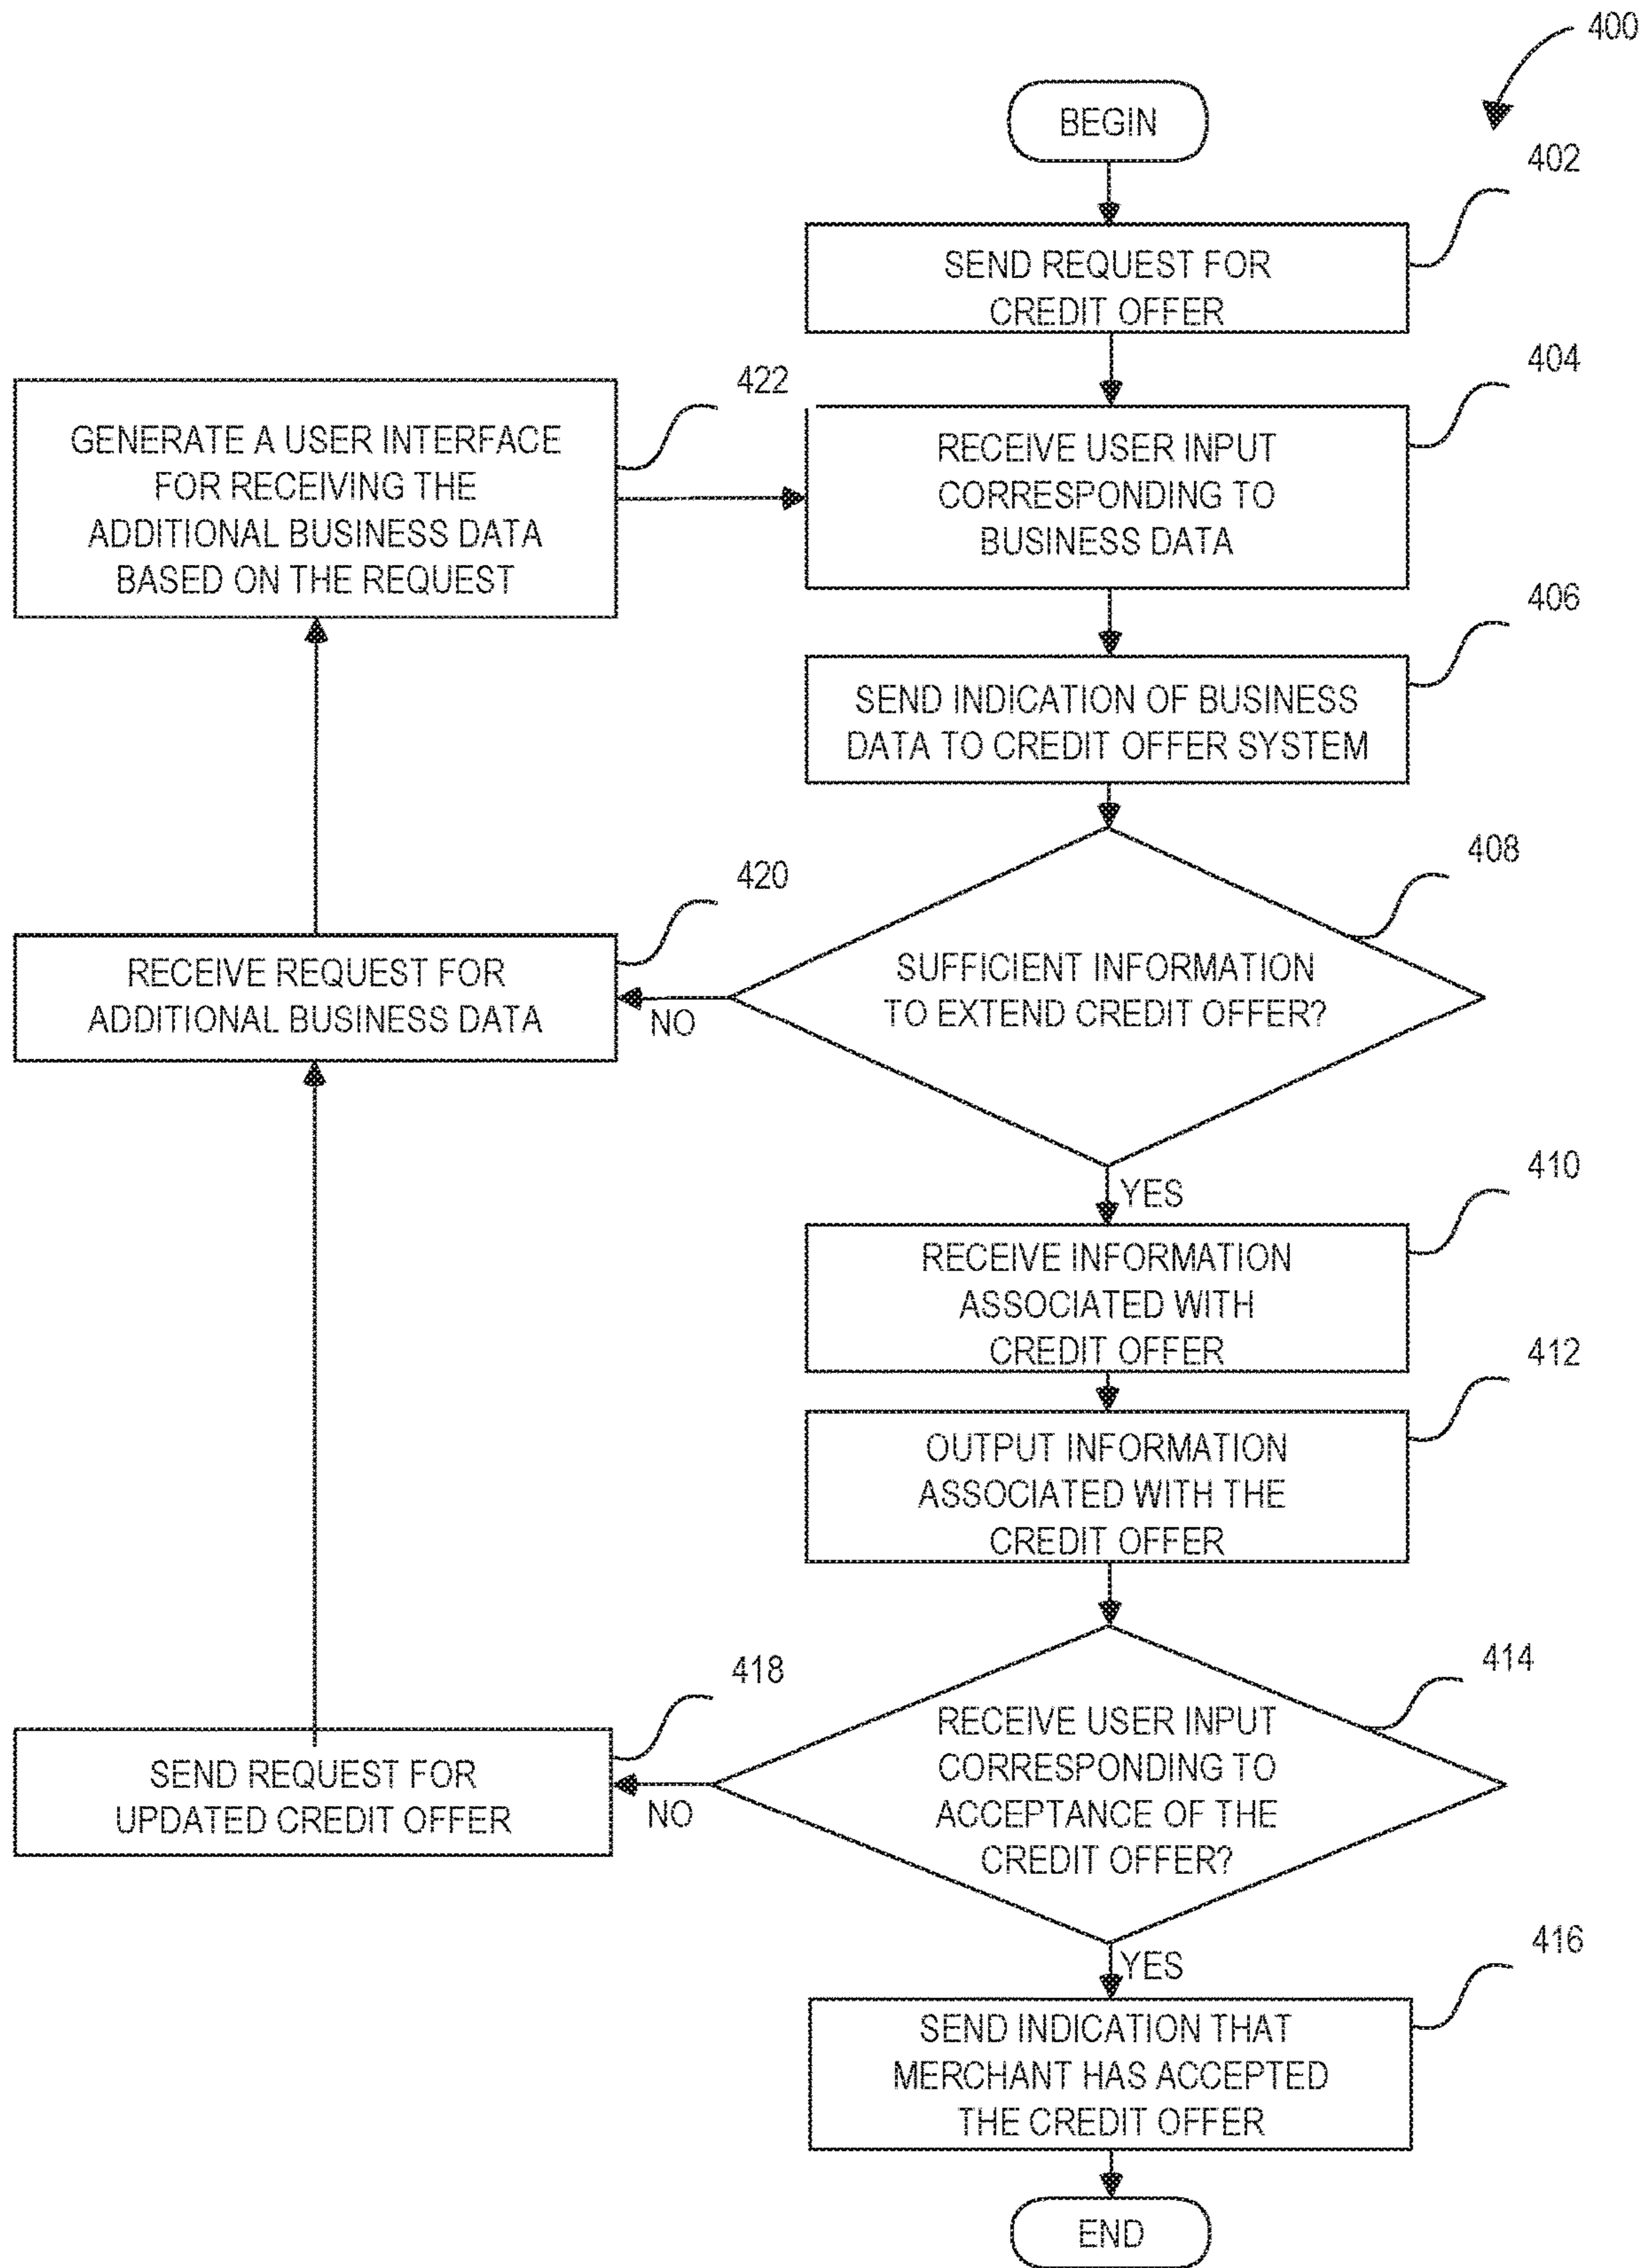 400
BEGIN
402
SEND REQUEST FOR
CREDIT OFFER
404
RECEIVE USER INPUT
CORRESPONDING TO
BUSINESS DATA
422
GENERATE A USER INTERFACE
FOR RECEIVING THE
ADDITIONAL BUSINESS DATA
BASED ON THE REQUEST
406
SEND INDICATION OF BUSINESS
DATA TO CREDIT OFFER SYSTEM
408
SUFFICIENT INFORMATION
TO EXTEND CREDIT OFFER?
NO
420
RECEIVE REQUEST FOR
ADDITIONAL BUSINESS DATA
YES
410
RECEIVE INFORMATION
ASSOCIATED WITH
CREDIT OFFER
412
OUTPUT INFORMATION
ASSOCIATED WITH THE
CREDIT OFFER
414
RECEIVE USER INPUT
CORRESPONDING TO
ACCEPTANCE OF THE
CREDIT OFFER?
NO
418
SEND REQUEST FOR
UPDATED CREDIT OFFER
YES
416
SEND INDICATION THAT
MERCHANT HAS ACCEPTED
THE CREDIT OFFER
END